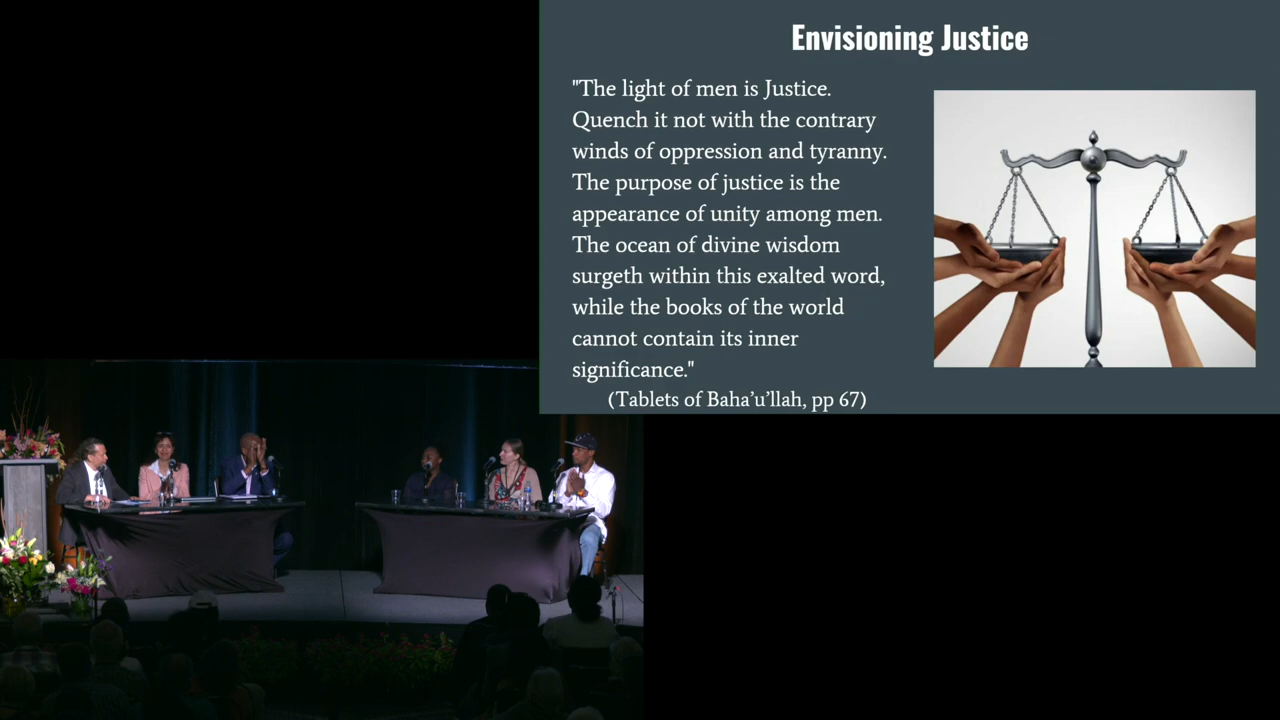 Envisioning Justice
"The light of men is Justice.
Quench it not with the contrary
winds of oppression and tyranny.
The purpose of justice is the
appearance of unity among men.
The ocean of divine wisdom
surgeth within this exalted word,
while the books of the world
cannot contain its inner
significance."
(Tablets of Baha’u’llah, pp 67)